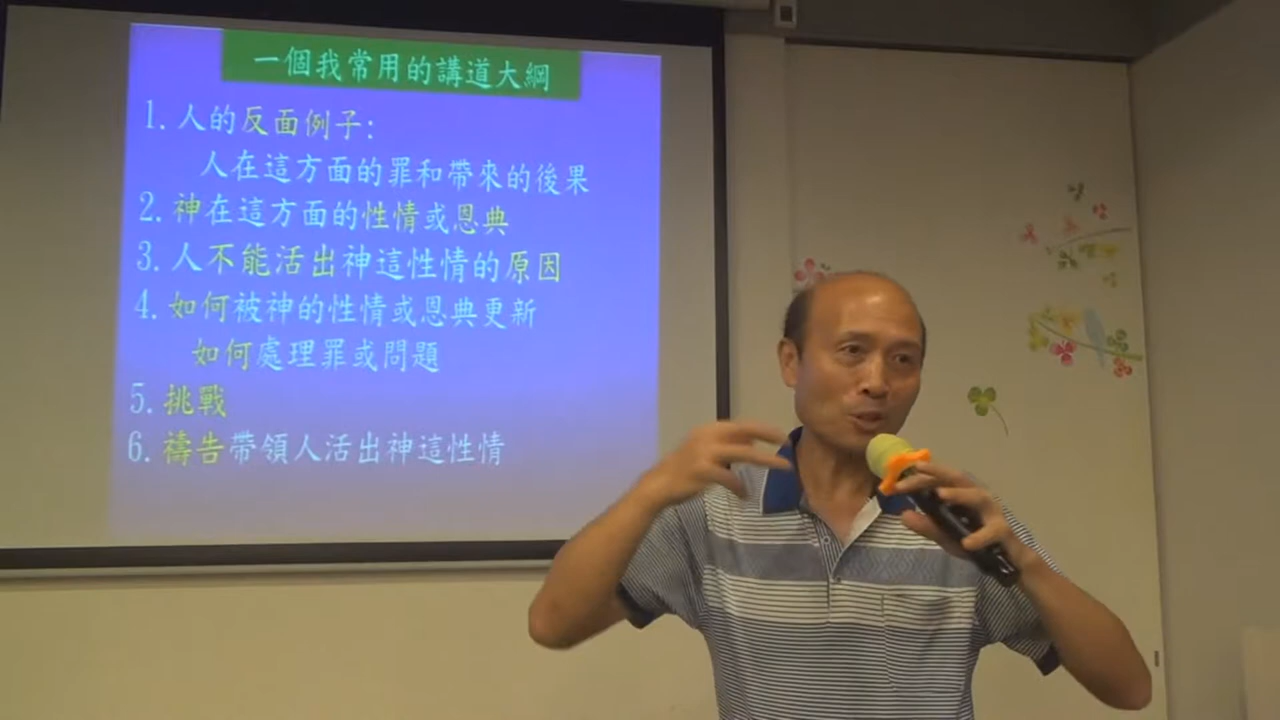 一個我常用的講道大綱
1. 人的反面例子:
人在這方面的罪和帶來的後果
2. 神在這方面的性情或恩典
3. 人不能活出神這性情的原因
4. 如何被神的性情或恩典更新
如何處理罪或問題
5. 挑戰
6. 禱告帶領人活出神這性情